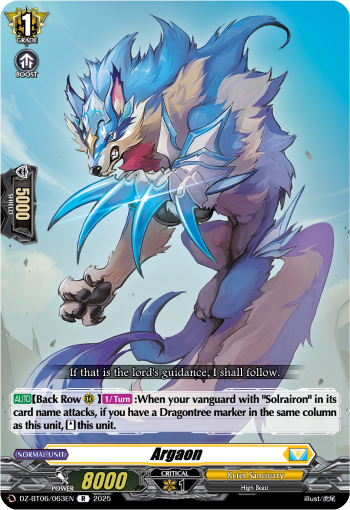 1
GRADE
BOOST
5000
SHIELD
If that is the lord's guidance, I shall follow.
AUTO [Back Row] 1/Turn :When your vanguard with "Solrairon" in its
card name attacks, if you have a Dragontree marker in the same column
as this unit, [ ] this unit.
NORMAL UNIT
Argaon
POWER 8000
CRITICAL
1
Keter Sanctuary
High Beast
DZ-BT06/063EN R 2025
illust/虎尾